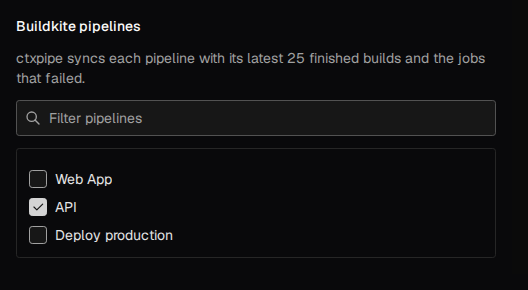 Buildkite pipelines
ctxpipe syncs each pipeline with its latest 25 finished builds and the jobs
that failed.
Filter pipelines
Web App
API
Deploy production